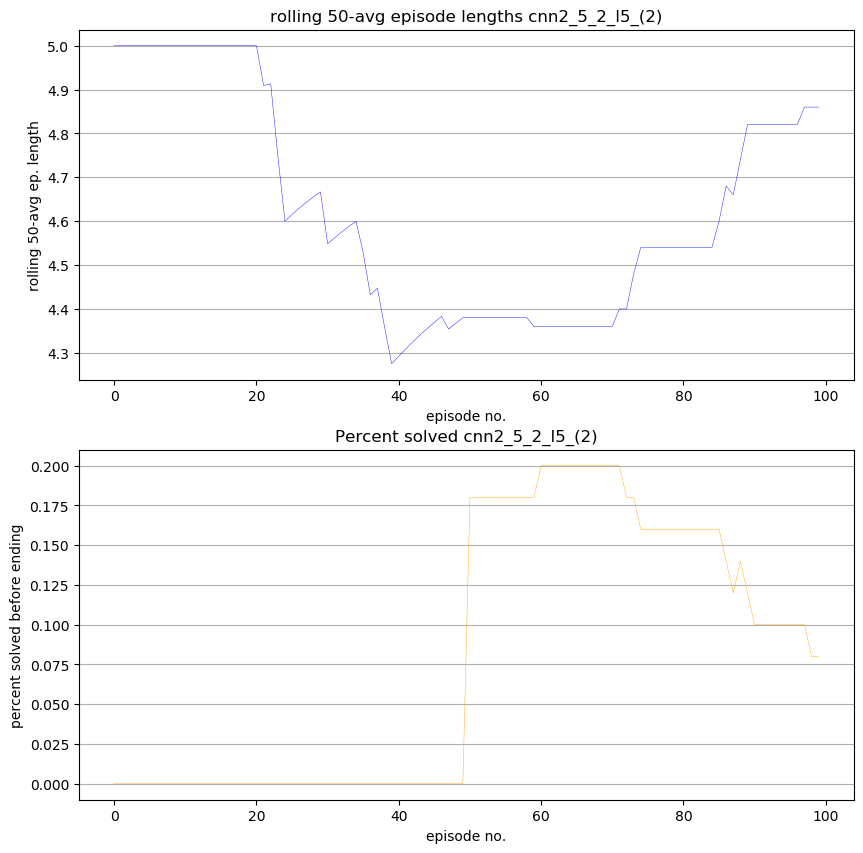 rolling 50-avg episode lengths cnn2_5_2_l5_(2)
rolling 50-avg ep. length
5.0
4.9
4.8
4.7
4.6
4.5
4.4
4.3
0 20 40 60 80 100
episode no.
Percent solved cnn2_5_2_l5_(2)
percent solved before ending
0.200
0.175
0.150
0.125
0.100
0.075
0.050
0.025
0.000
0 20 40 60 80 100
episode no.